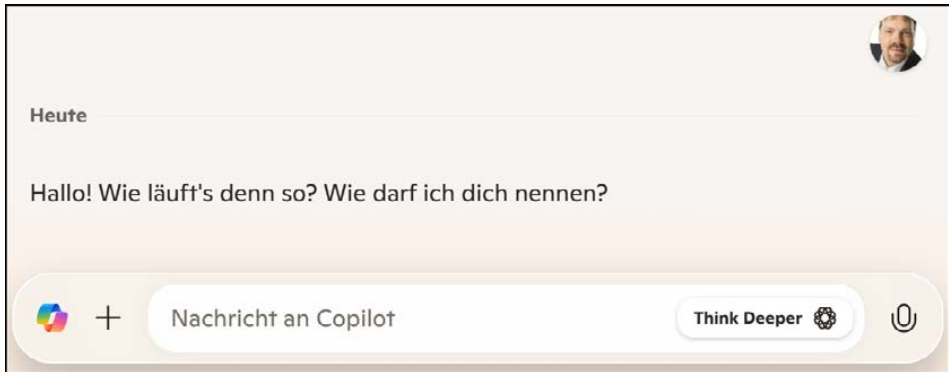 Heute
Hallo! Wie läuft's denn so? Wie darf ich dich nennen?
Nachricht an Copilot
Think Deeper